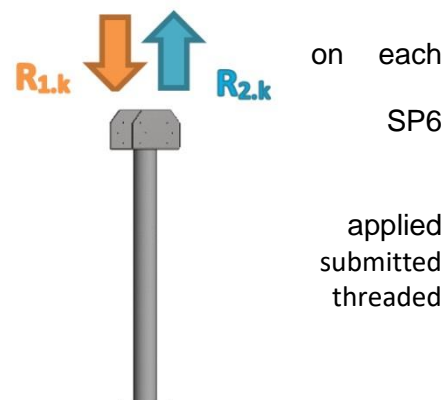 on each
R1.k
R2.k
SP6
applied
submitted
threaded